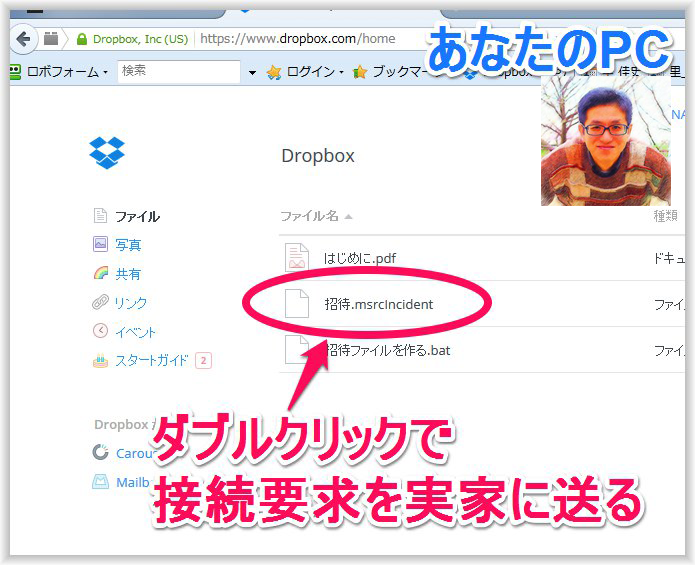 あなたのPC
Dropbox, Inc (US) https://www.dropbox.com/home
ロボフォーム 検索 ログイン ブックマー
Dropbox
NA
ファイル
ファイル名 種類
写真
はじめに.pdf ドキュ
共有
リンク
招待.msrcIncident ファイ
イベント
招待ファイルを作る.bat ファイ
スタートガイド 2
Dropbox
Carou
Mailb
ダブルクリックで
接続要求を実家に送る